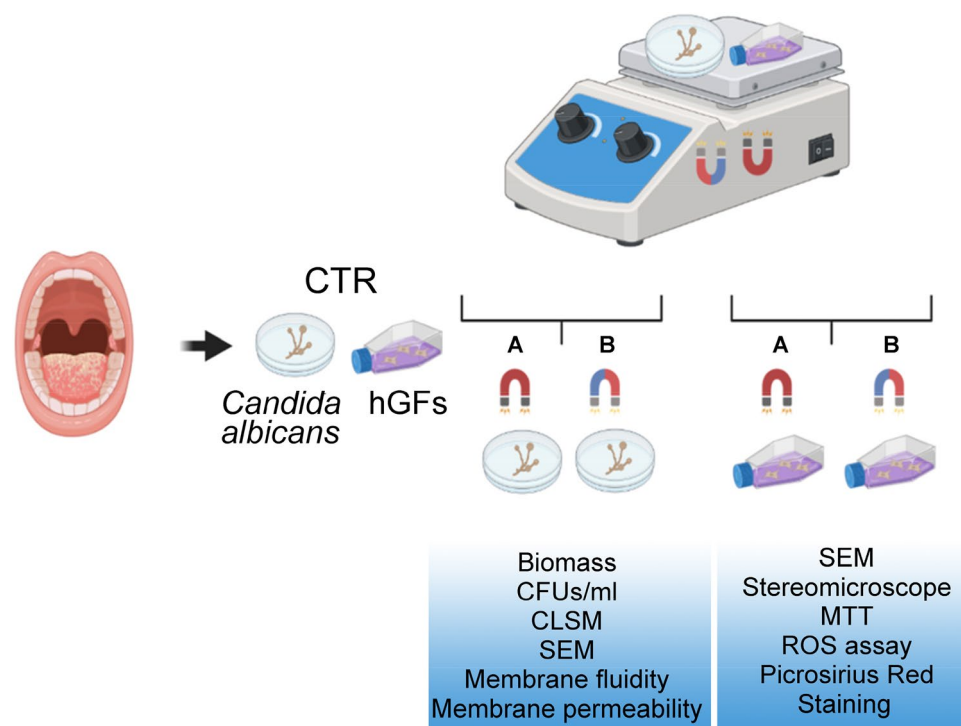 CTR
Candida
albicans
hGFs
A
B
A
B
Biomass
CFUs/ml
CLSM
SEM
Membrane fluidity
Membrane permeability
SEM
Stereomicroscope
MTT
ROS assay
Picrosirius Red
Staining